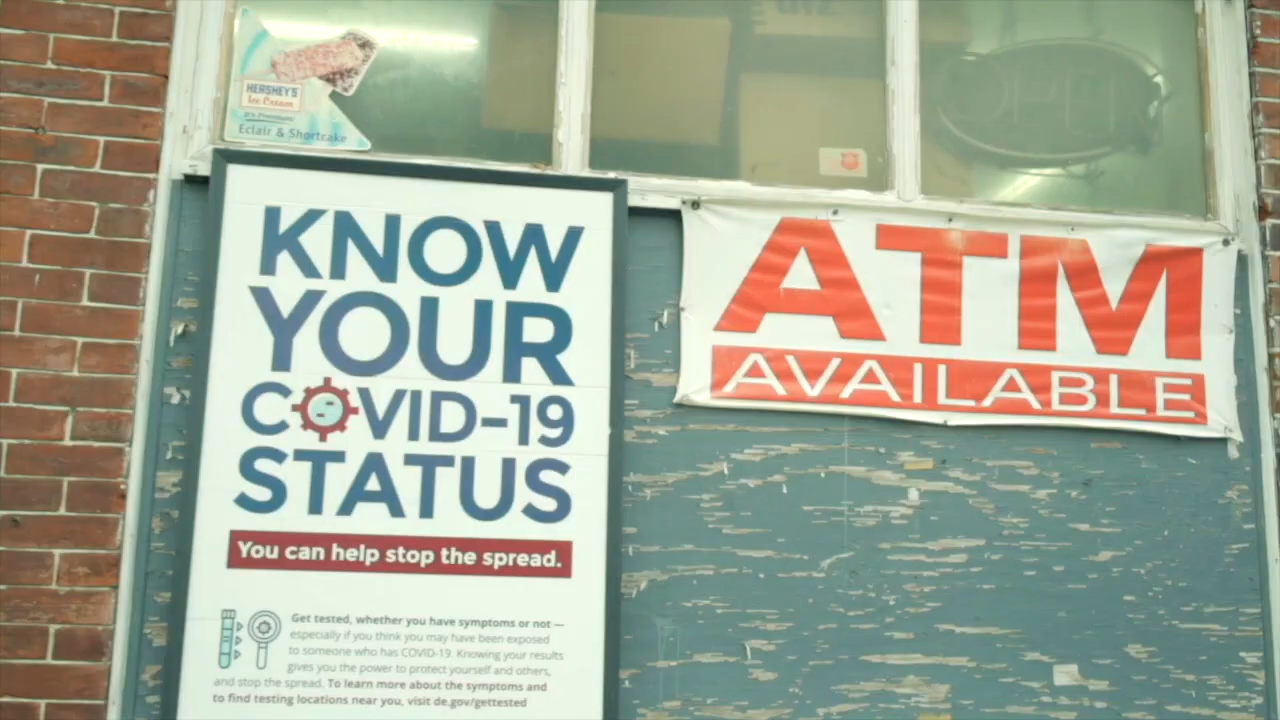 HERSHEY'S
Ice Cream
It's Premium!
Eclair & Shortcake
OPEN
KNOW
YOUR
COVID-19
STATUS
You can help stop the spread.
Get tested, whether you have symptoms or not —
especially if you think you may have been exposed
to someone who has COVID-19. Knowing your results
gives you the power to protect yourself and others,
and stop the spread. To learn more about the symptoms and
to find testing locations near you, visit de.gov/gettested
ATM
AVAILABLE